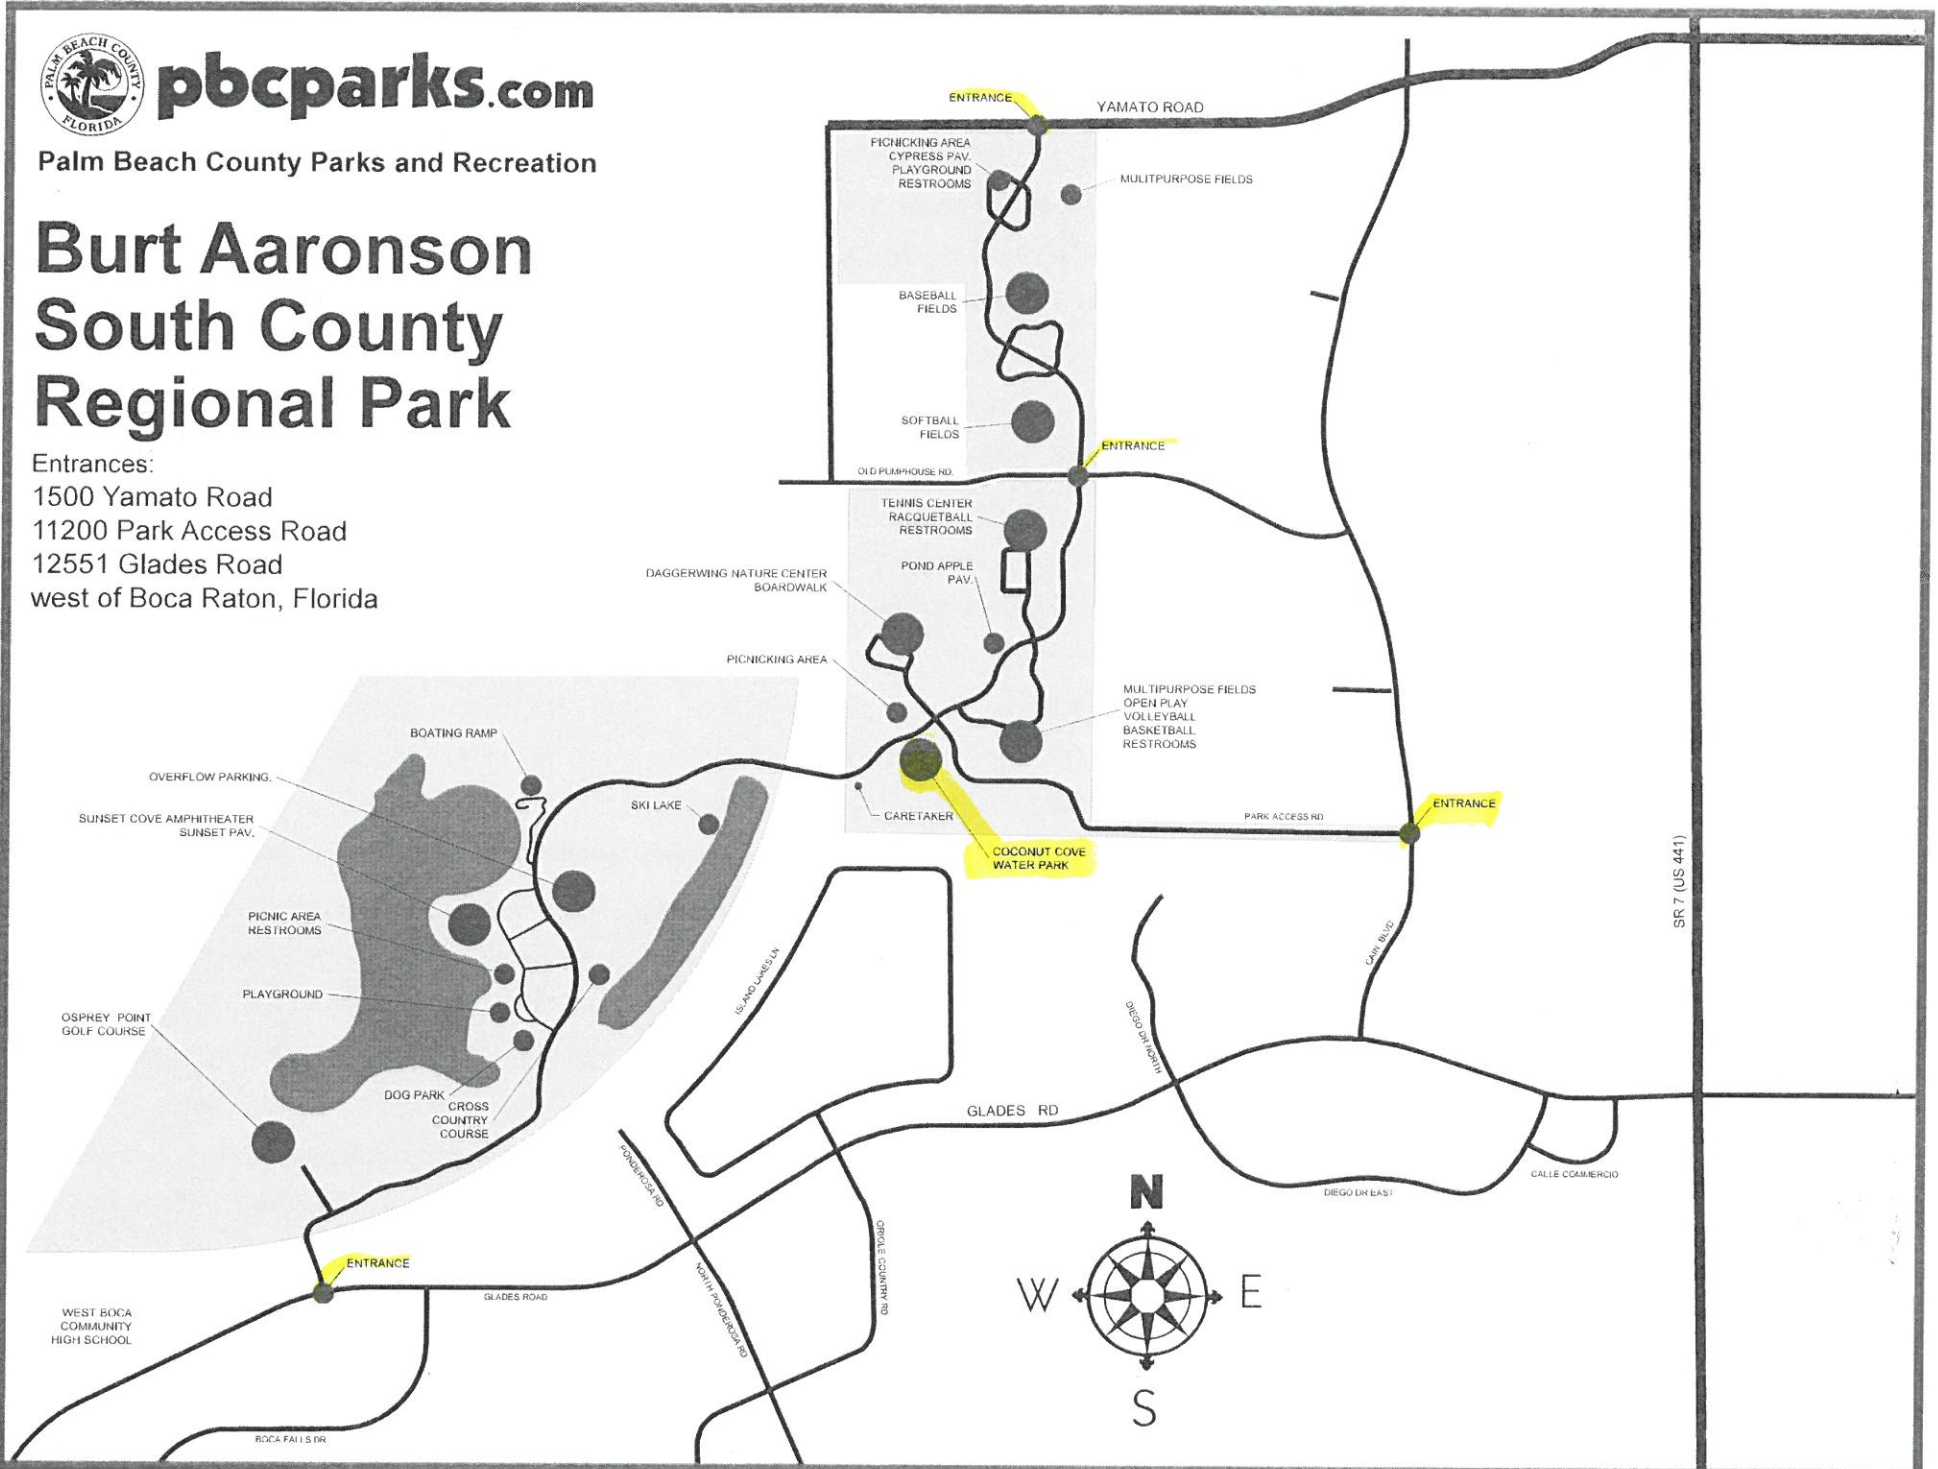 PALM BEACH COUNTY
FLORIDA
pbcparks.com
Palm Beach County Parks and Recreation
Burt Aaronson
South County
Regional Park
Entrances:
1500 Yamato Road
11200 Park Access Road
12551 Glades Road
west of Boca Raton, Florida
ENTRANCE
YAMATO ROAD
PICNICKING AREA
CYPRESS PAV.
PLAYGROUND
RESTROOMS
MULITPURPOSE FIELDS
BASEBALL
FIELDS
SOFTBALL
FIELDS
ENTRANCE
OLD PUMPHOUSE RD.
TENNIS CENTER
RACQUETBALL
RESTROOMS
DAGGERWING NATURE CENTER
BOARDWALK
POND APPLE
PAV.
PICNICKING AREA
MULTIPURPOSE FIELDS
OPEN PLAY
VOLLEYBALL
BASKETBALL
RESTROOMS
BOATING RAMP
OVERFLOW PARKING.
SKI LAKE
SUNSET COVE AMPHITHEATER
SUNSET PAV.
CARETAKER
PARK ACCESS RD
ENTRANCE
COCONUT COVE
WATER PARK
SR 7 (US 441)
PICNIC AREA
RESTROOMS
CAIN BLVD
ISLAND LAKES LN
PLAYGROUND
OSPREY POINT
GOLF COURSE
DIEGO DR NORTH
DOG PARK
CROSS
COUNTRY
COURSE
GLADES RD
PONDEROSA RD
CALLE COMMERCIO
DIEGO DR EAST
N
W
E
S
ENTRANCE
ORIOLE COUNTRY RD
GLADES ROAD
NORTH PONDEROSA RD
WEST BOCA
COMMUNITY
HIGH SCHOOL
BOCA FALLS DR